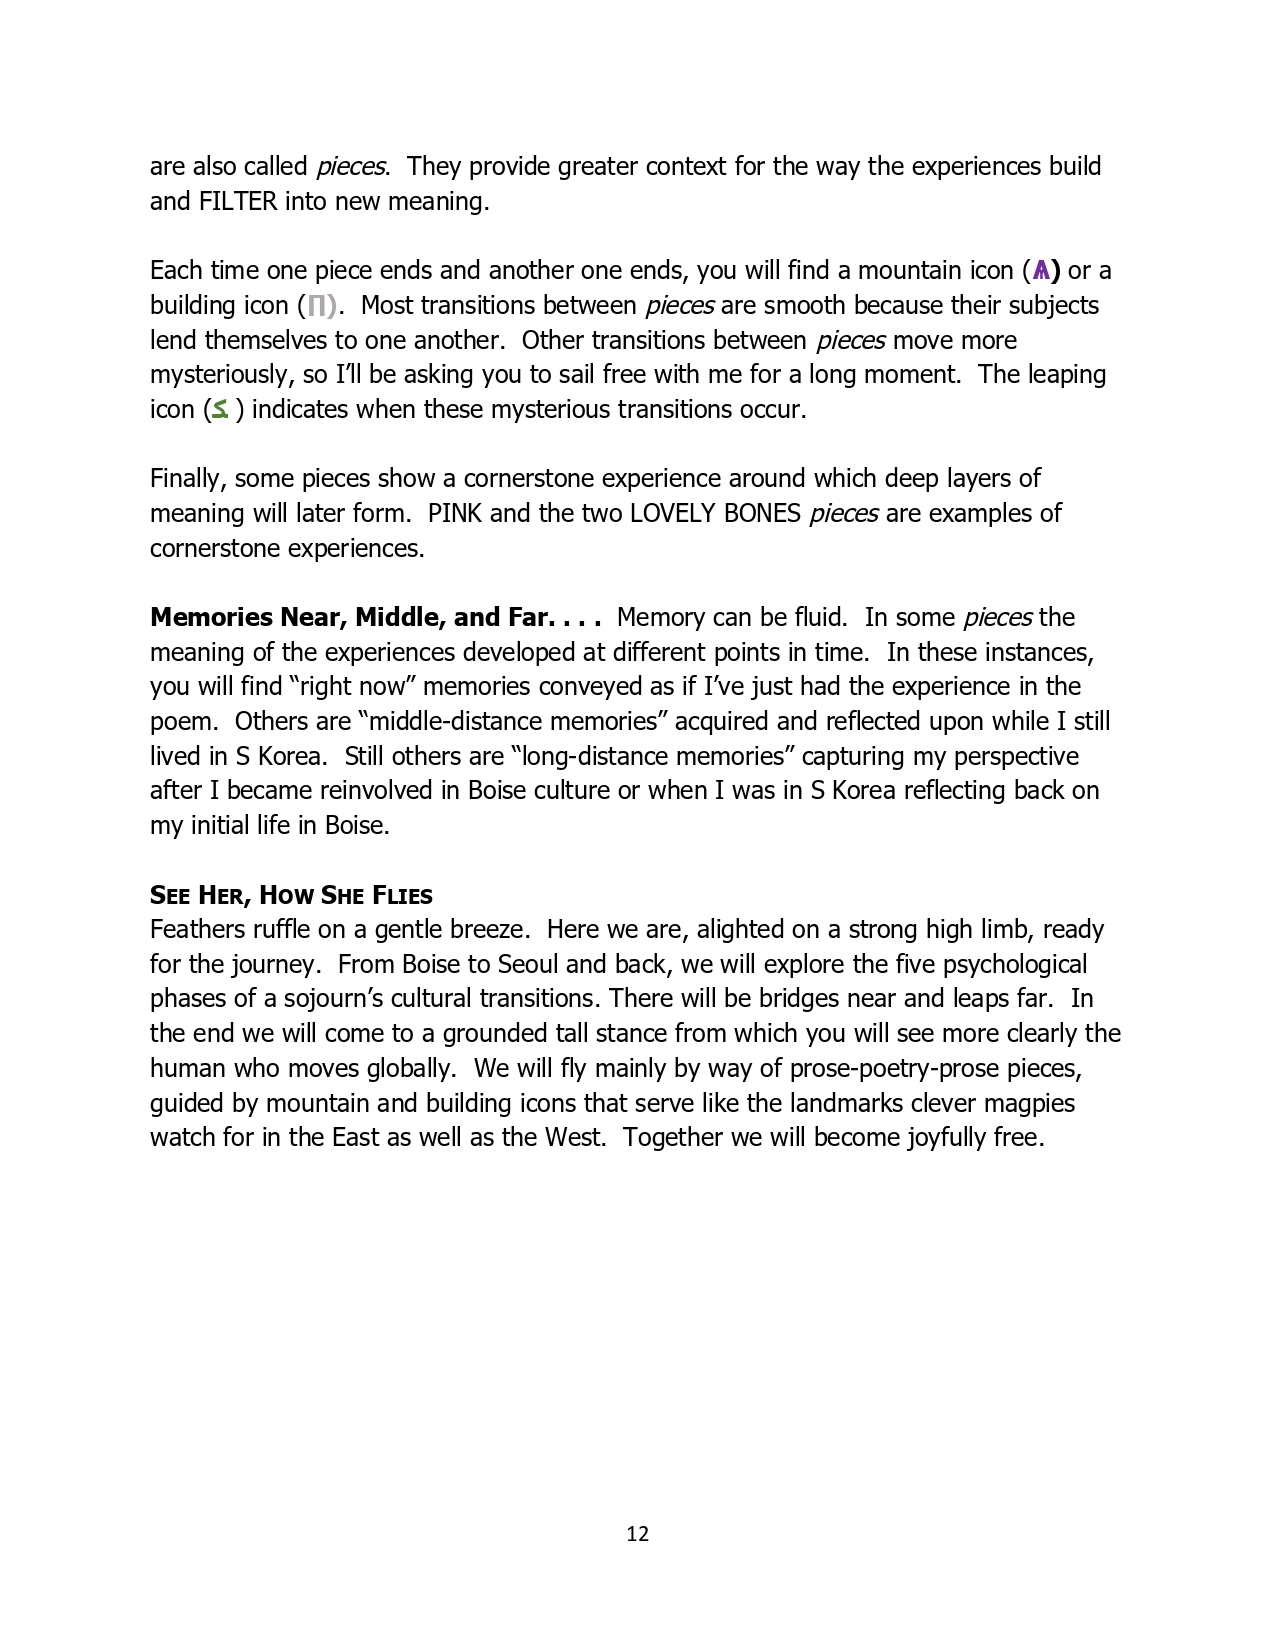 are also called pieces.  They provide greater context for the way the experiences build
and FILTER into new meaning.
Each time one piece ends and another one ends, you will find a mountain icon (₳) or a
building icon (∏).  Most transitions between pieces are smooth because their subjects
lend themselves to one another.  Other transitions between pieces move more
mysteriously, so I’ll be asking you to sail free with me for a long moment.  The leaping
icon (ݎ ) indicates when these mysterious transitions occur.
Finally, some pieces show a cornerstone experience around which deep layers of
meaning will later form.  PINK and the two LOVELY BONES pieces are examples of
cornerstone experiences.
Memories Near, Middle, and Far. . . .  Memory can be fluid.  In some pieces the
meaning of the experiences developed at different points in time.  In these instances,
you will find “right now” memories conveyed as if I’ve just had the experience in the
poem.  Others are “middle-distance memories” acquired and reflected upon while I still
lived in S Korea.  Still others are “long-distance memories” capturing my perspective
after I became reinvolved in Boise culture or when I was in S Korea reflecting back on
my initial life in Boise.
SEE HER, HOW SHE FLIES
Feathers ruffle on a gentle breeze.  Here we are, alighted on a strong high limb, ready
for the journey.  From Boise to Seoul and back, we will explore the five psychological
phases of a sojourn’s cultural transitions. There will be bridges near and leaps far.  In
the end we will come to a grounded tall stance from which you will see more clearly the
human who moves globally.  We will fly mainly by way of prose-poetry-prose pieces,
guided by mountain and building icons that serve like the landmarks clever magpies
watch for in the East as well as the West.  Together we will become joyfully free.
12